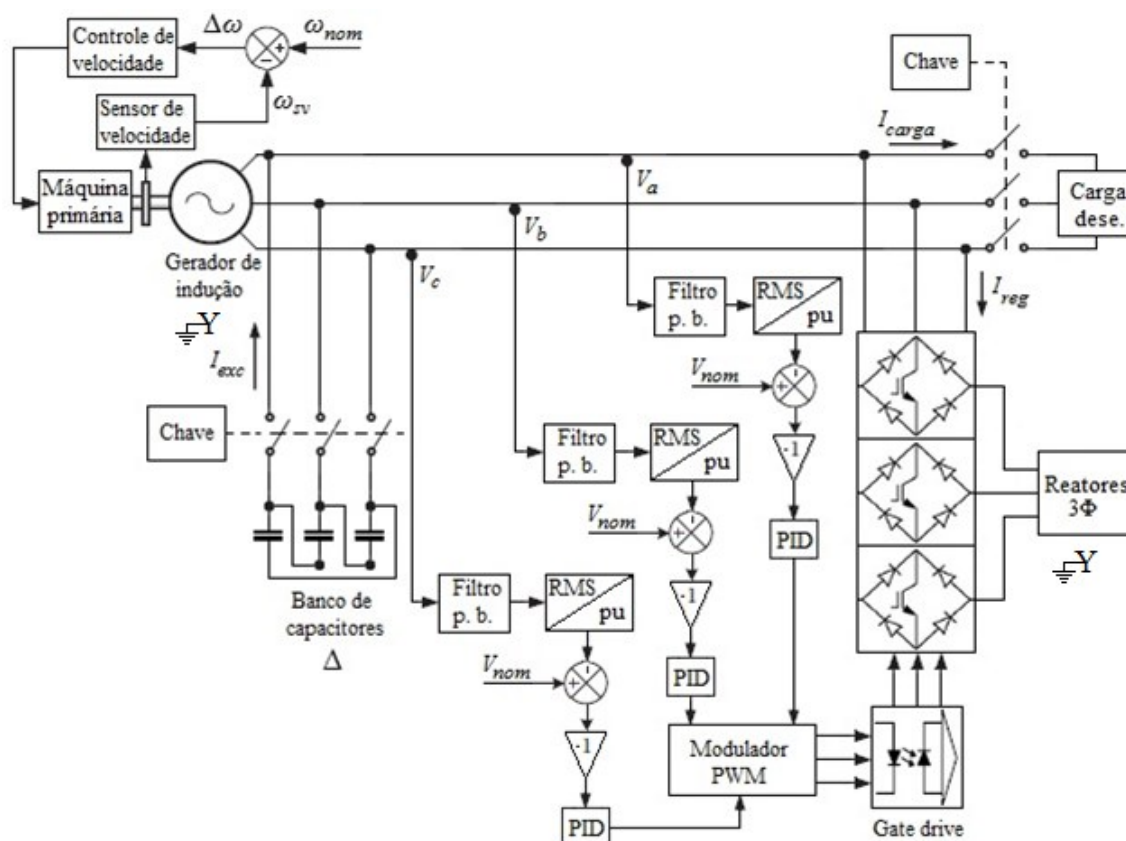 Controle de
velocidade
Δω
ω_nom
+
−
ω_sv
Sensor de
velocidade
Máquina
primária
Gerador de
indução
Y
I_exc
Chave
Banco de
capacitores
Δ
Chave
I_carga
Carga
dese.
V_a
V_b
V_c
I_reg
Filtro
p. b.
RMS
pu
V_nom
+
-
-1
PID
Filtro
p. b.
RMS
pu
V_nom
+
-
-1
PID
Filtro
p. b.
RMS
pu
V_nom
+
-
-1
PID
Modulador
PWM
Gate drive
Reatores
3Φ
Y